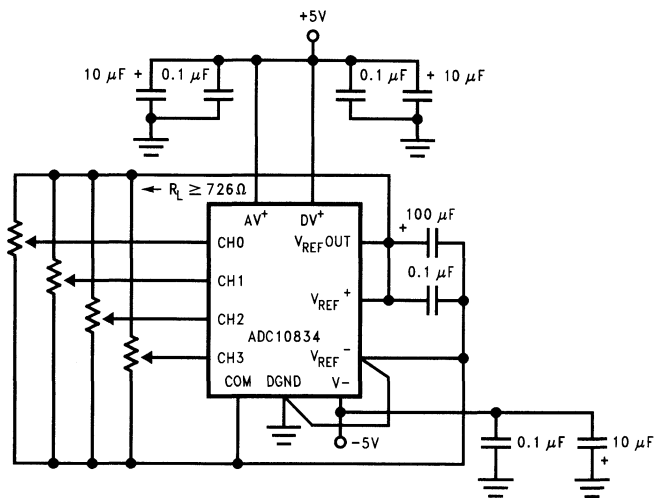 +5V
10 μF + 0.1 μF
0.1 μF + 10 μF
← R_L ≥ 726Ω
AV⁺ DV⁺
+ 100 μF
CH0 V_REF OUT
0.1 μF
CH1
V_REF⁺
CH2
ADC10834
CH3 V_REF⁻
COM DGND V−
−5V
0.1 μF 10 μF
+